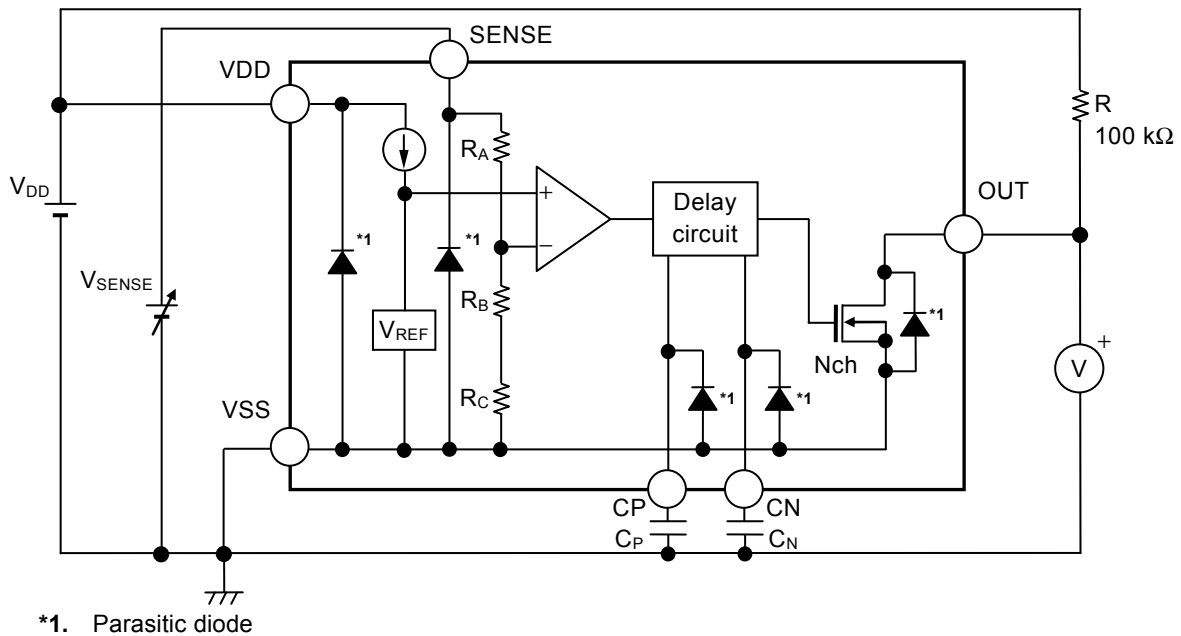 SENSE
VDD
R
100 kΩ
RA
VDD
+
−
Delay
circuit
OUT
*1
*1
VSENSE
RB
VREF
*1
Nch
+
V
RC
*1
*1
VSS
CP
CN
CP
CN
*1. Parasitic diode